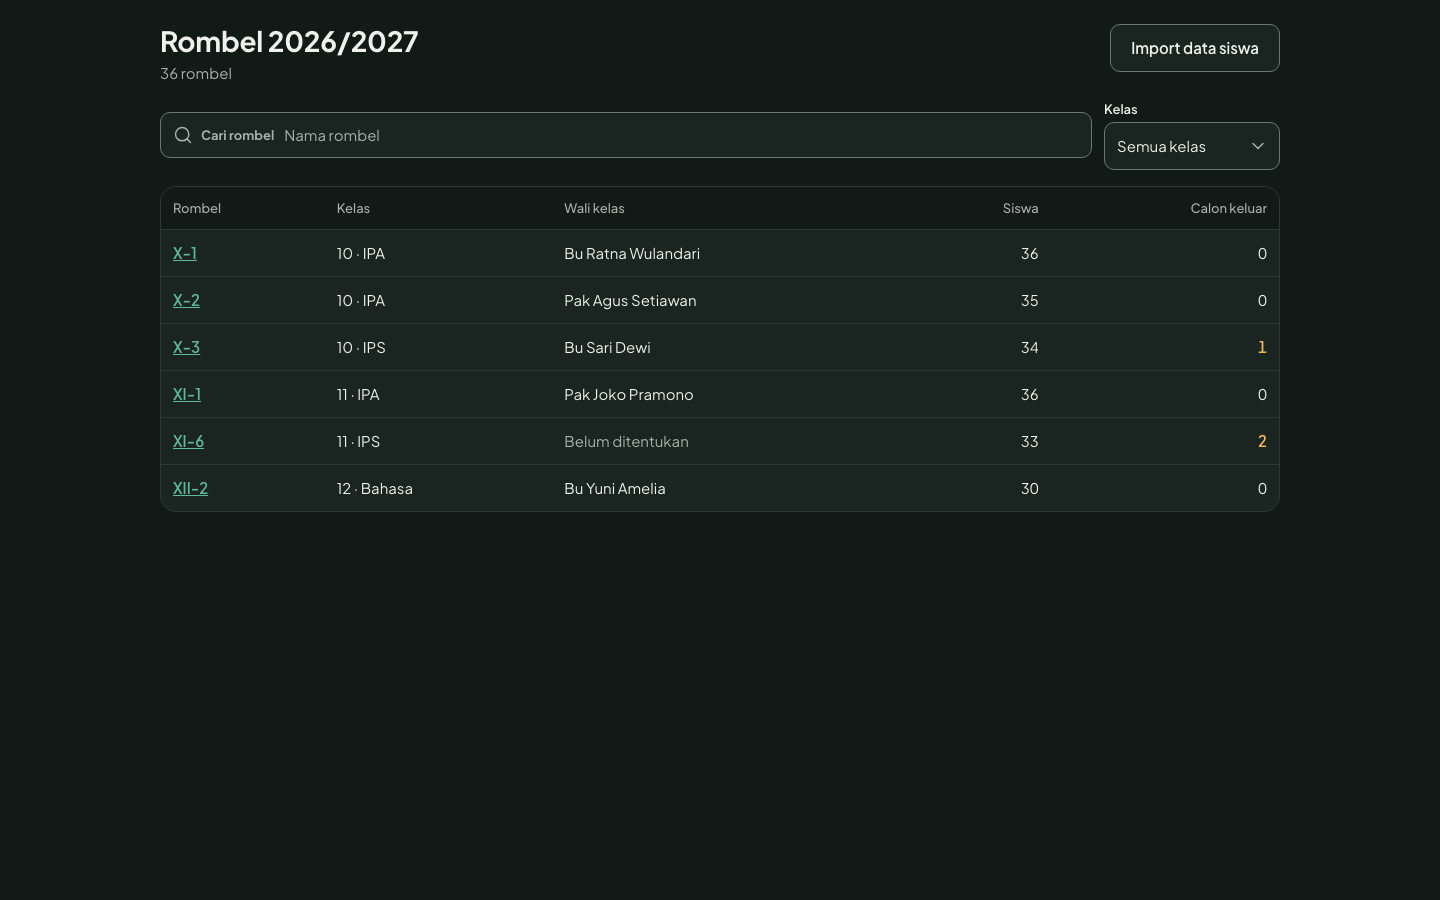 Rombel 2026/2027
36 rombel
Import data siswa
Kelas
Cari rombel Nama rombel
Semua kelas
Rombel Kelas Wali kelas Siswa Calon keluar
X-1 10 · IPA Bu Ratna Wulandari 36 0
X-2 10 · IPA Pak Agus Setiawan 35 0
X-3 10 · IPS Bu Sari Dewi 34 1
XI-1 11 · IPA Pak Joko Pramono 36 0
XI-6 11 · IPS Belum ditentukan 33 2
XII-2 12 · Bahasa Bu Yuni Amelia 30 0